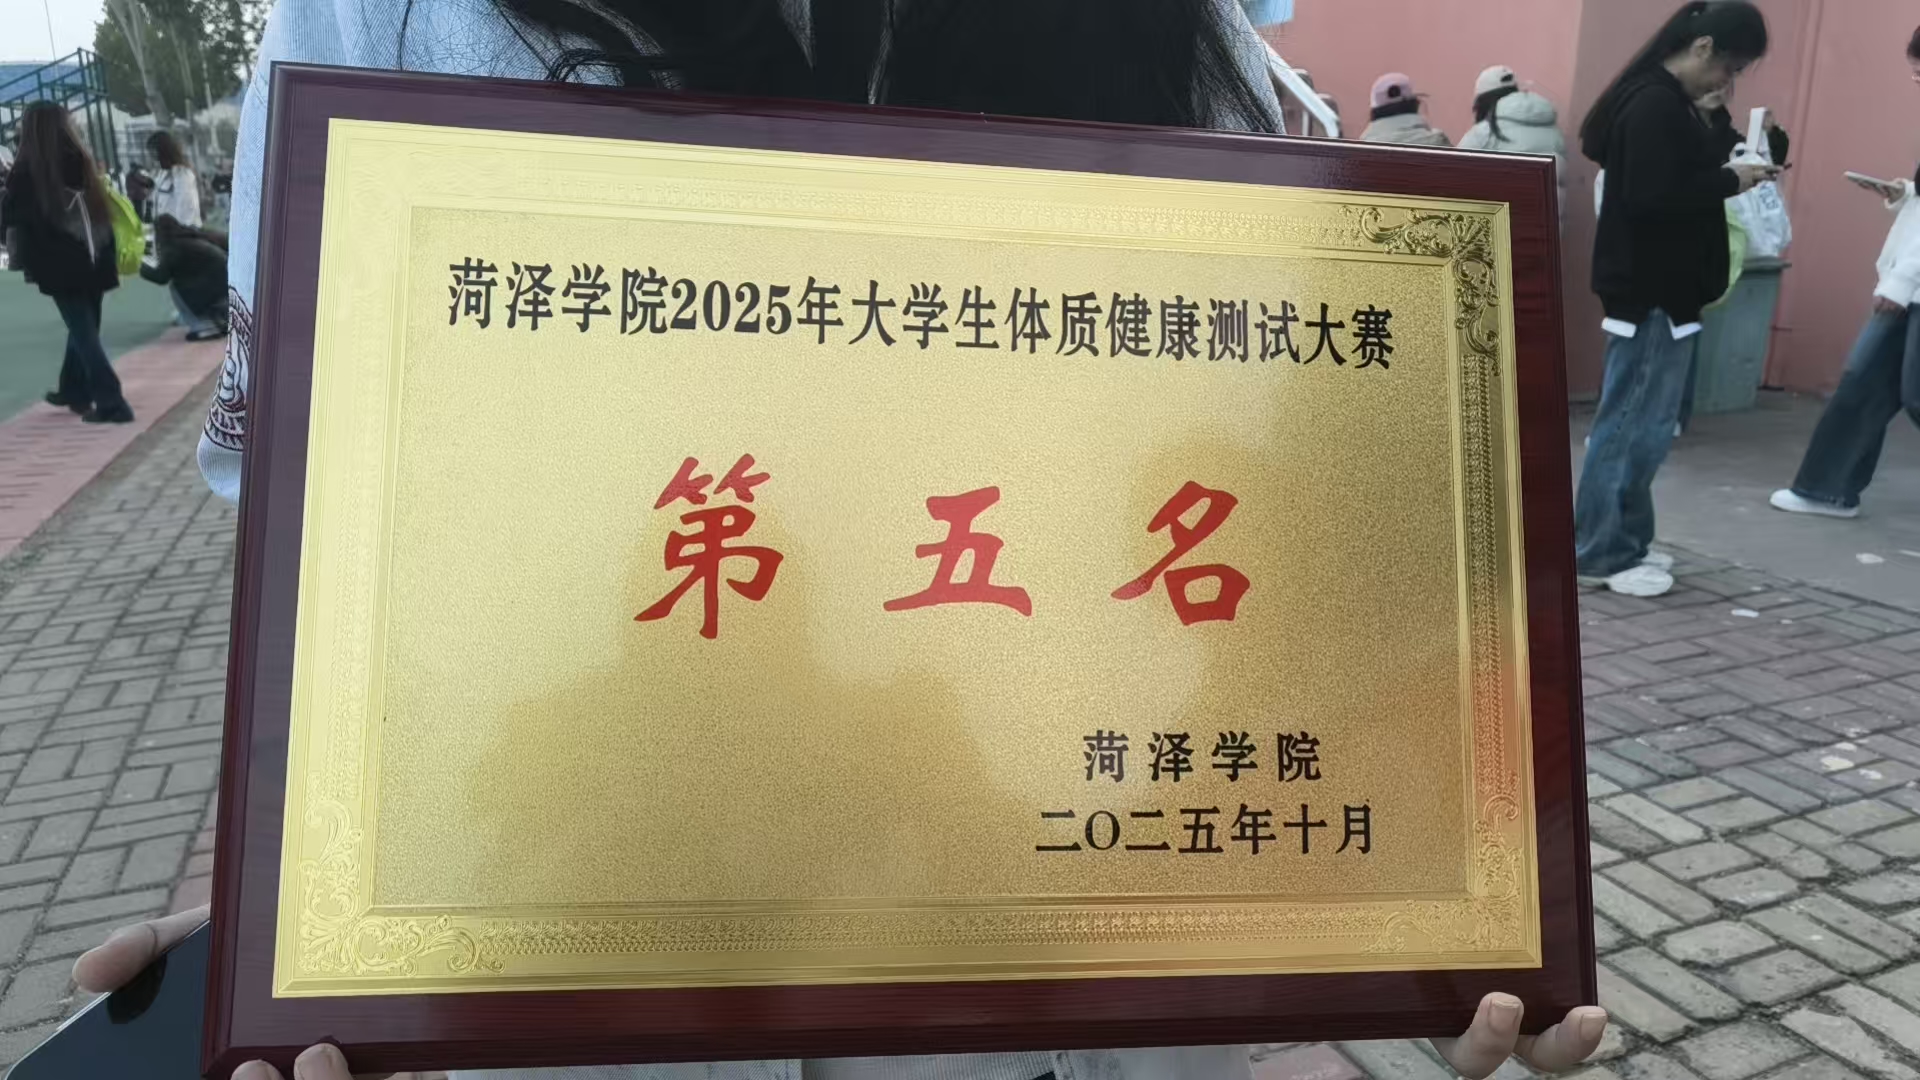 菏泽学院2025年大学生体质健康测试大赛
第五名
菏泽学院
二〇二五年十月